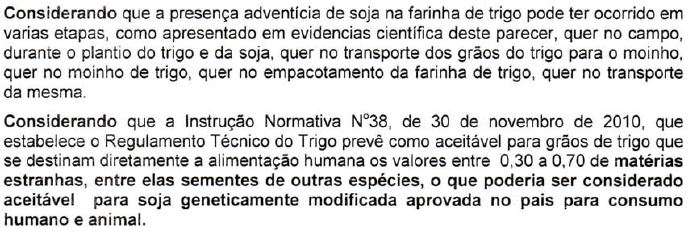 Considerando que a presença adventícia de soja na farinha de trigo pode ter ocorrido em
varias etapas, como apresentado em evidencias científica deste parecer, quer no campo,
durante o plantio do trigo e da soja, quer no transporte dos grãos do trigo para o moinho,
quer no moinho de trigo, quer no empacotamento da farinha de trigo, quer no transporte
da mesma.
Considerando que a Instrução Normativa N°38, de 30 de novembro de 2010, que
estabelece o Regulamento Técnico do Trigo prevê como aceitável para grãos de trigo que
se destinam diretamente a alimentação humana os valores entre 0,30 a 0,70 de matérias
estranhas, entre elas sementes de outras espécies, o que poderia ser considerado
aceitável para soja geneticamente modificada aprovada no pais para consumo
humano e animal.